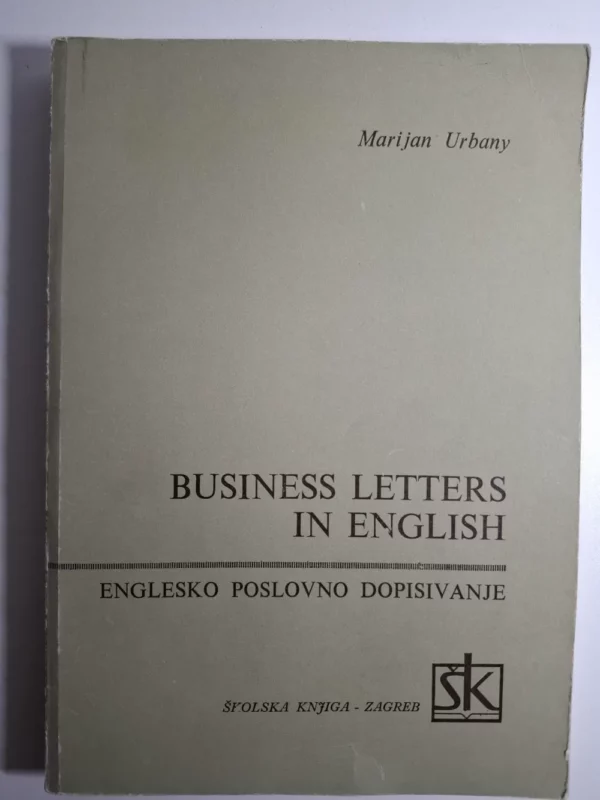 Marijan Urbany
BUSINESS LETTERS
IN ENGLISH
ENGLESKO POSLOVNO DOPISIVANJE
ŠKOLSKA KNJIGA - ZAGREB
ŠK